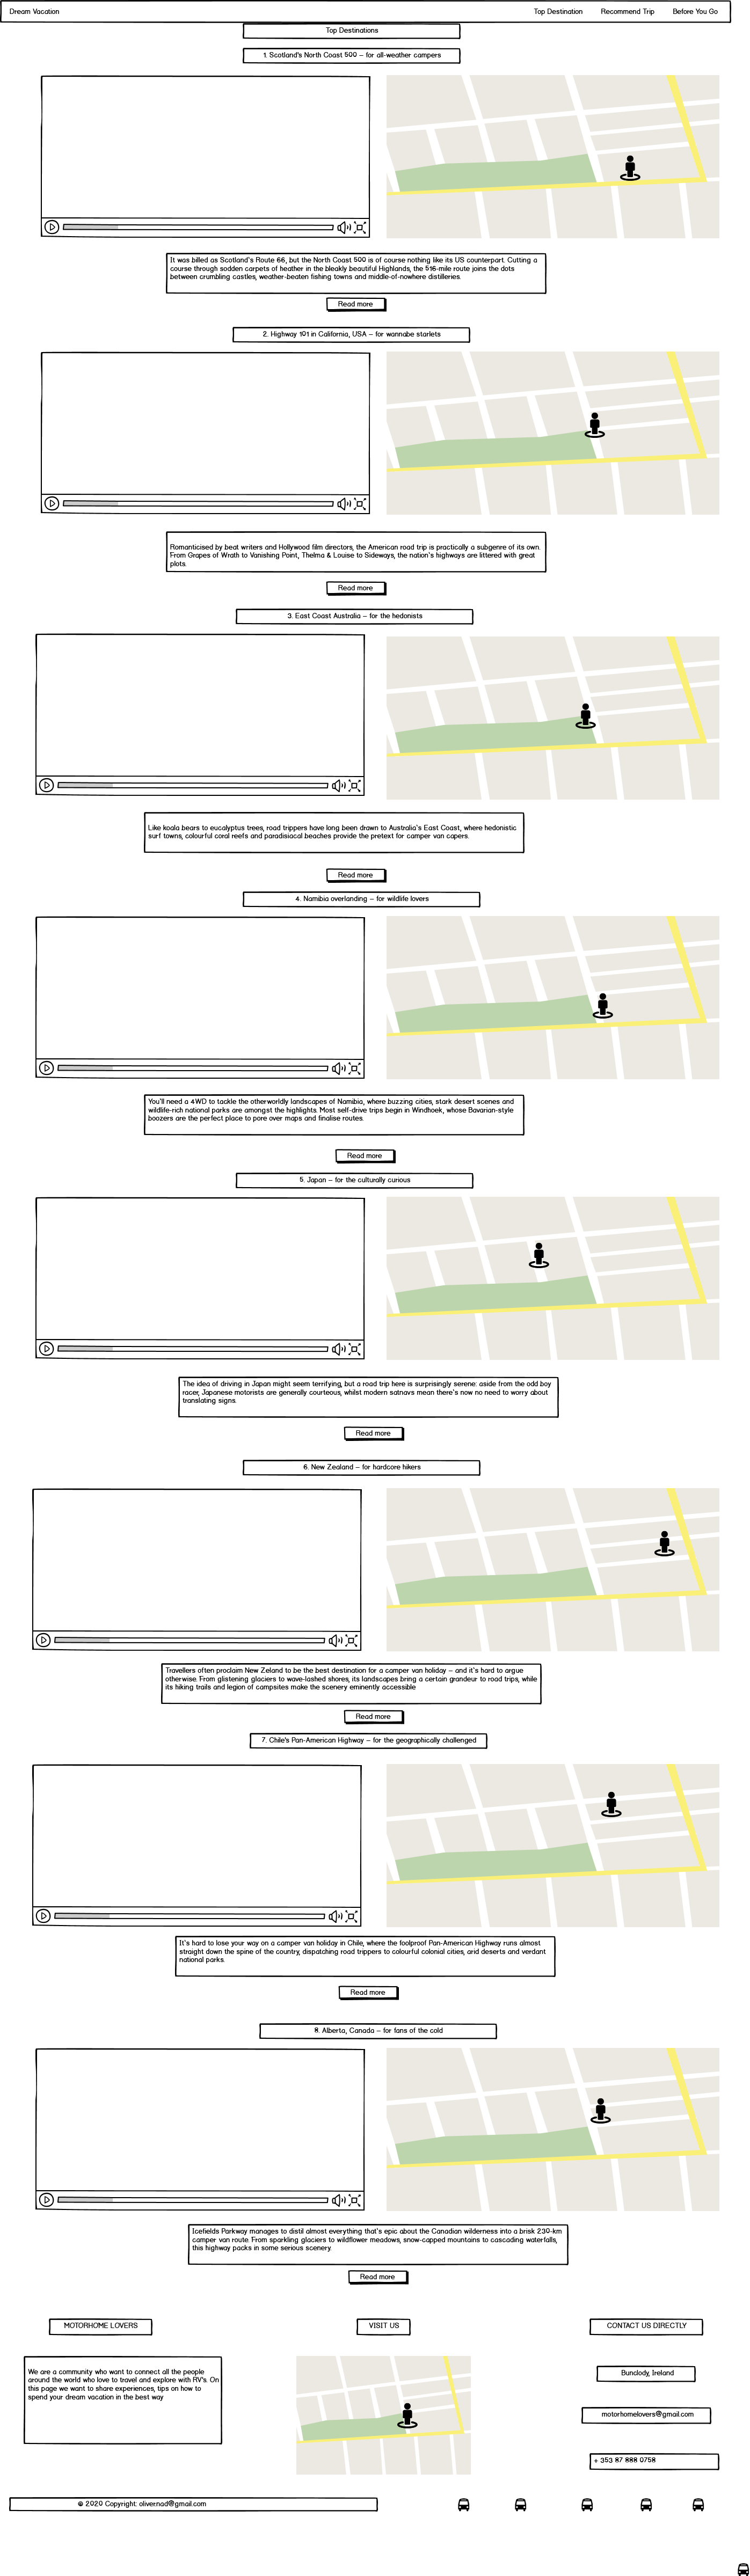 Dream Vacation
Top Destination
Recommend Trip
Before You Go
Top Destinations
1. Scotland's North Coast 500 – for all-weather campers
It was billed as Scotland's Route 66, but the North Coast 500 is of course nothing like its US counterpart. Cutting a
course through sodden carpets of heather in the bleakly beautiful Highlands, the 516-mile route joins the dots
between crumbling castles, weather-beaten fishing towns and middle-of-nowhere distilleries.
Read more
2. Highway 101 in California, USA – for wannabe starlets
Romanticised by beat writers and Hollywood film directors, the American road trip is practically a subgenre of its own.
From Grapes of Wrath to Vanishing Point, Thelma & Louise to Sideways, the nation's highways are littered with great
plots.
Read more
3. East Coast Australia – for the hedonists
Like koala bears to eucalyptus trees, road trippers have long been drawn to Australia's East Coast, where hedonistic
surf towns, colourful coral reefs and paradisiacal beaches provide the pretext for camper van capers.
Read more
4. Namibia overlanding – for wildlife lovers
You'll need a 4WD to tackle the otherworldly landscapes of Namibia, where buzzing cities, stark desert scenes and
wildlife-rich national parks are amongst the highlights. Most self-drive trips begin in Windhoek, whose Bavarian-style
boozers are the perfect place to pore over maps and finalise routes.
Read more
5. Japan – for the culturally curious
The idea of driving in Japan might seem terrifying, but a road trip here is surprisingly serene: aside from the odd boy
racer, Japanese motorists are generally courteous, whilst modern satnavs mean there's now no need to worry about
translating signs.
Read more
6. New Zealand – for hardcore hikers
Travellers often proclaim New Zeland to be the best destination for a camper van holiday – and it's hard to argue
otherwise. From glistening glaciers to wave-lashed shores, its landscapes bring a certain grandeur to road trips, while
its hiking trails and legion of campsites make the scenery eminently accessible
Read more
7. Chile's Pan-American Highway – for the geographically challenged
It's hard to lose your way on a camper van holiday in Chile, where the foolproof Pan-American Highway runs almost
straight down the spine of the country, dispatching road trippers to colourful colonial cities, arid deserts and verdant
national parks.
Read more
8. Alberta, Canada – for fans of the cold
Icefields Parkway manages to distil almost everything that's epic about the Canadian wilderness into a brisk 230-km
camper van route. From sparkling glaciers to wildflower meadows, snow-capped mountains to cascading waterfalls,
this highway packs in some serious scenery.
Read more
MOTORHOME LOVERS
We are a community who want to connect all the people
around the world who love to travel and explore with RV's. On
this page we want to share experiences, tips on how to
spend your dream vacation in the best way
VISIT US
CONTACT US DIRECTLY
Bunclody, Ireland
motorhomelovers@gmail.com
+ 353 87 888 0758
© 2020 Copyright: olivernad@gmail.com